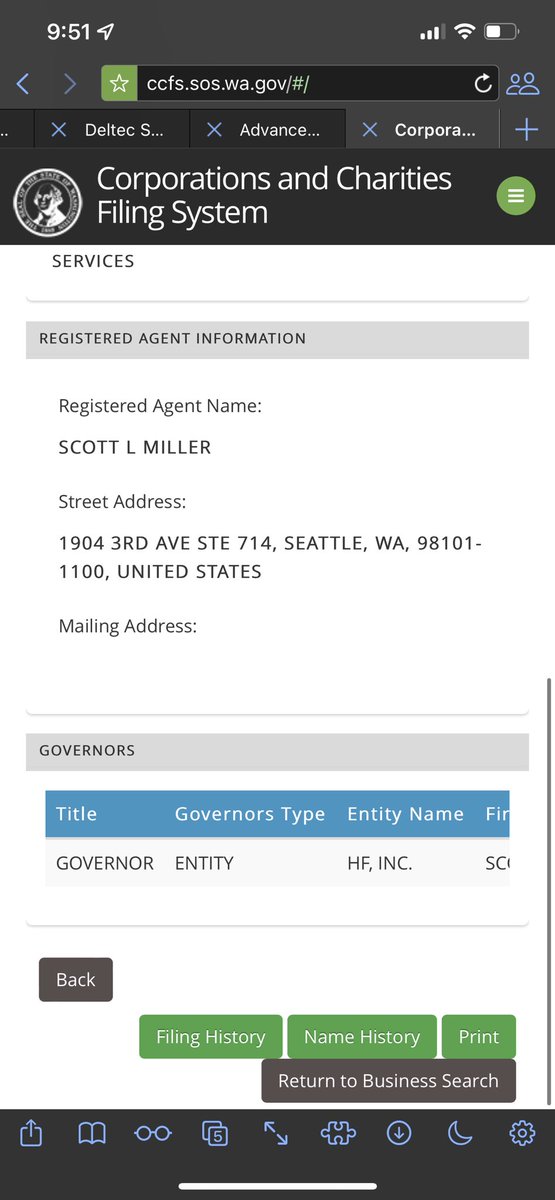 9:51
ccfs.sos.wa.gov/#/
..
Deltec S...
Advance...
Corpora...
Corporations and Charities
Filing System
SERVICES
REGISTERED AGENT INFORMATION
Registered Agent Name:
SCOTT L MILLER
Street Address:
1904 3RD AVE STE 714, SEATTLE, WA, 98101-
1100, UNITED STATES
Mailing Address:
GOVERNORS
Title Governors Type Entity Name Fir
GOVERNOR ENTITY HF, INC. SC
Back
Filing History Name History Print
Return to Business Search
5